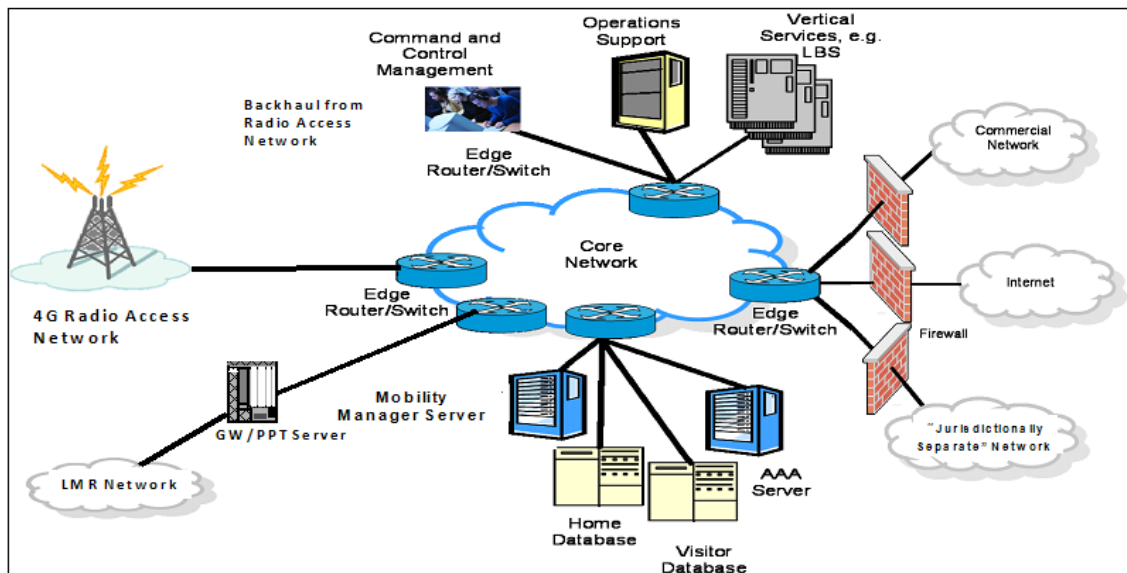 Command and
Control
Management
Operations
Support
Vertical
Services, e.g.
LBS
Backhaul from
Radio Access
Network
Edge
Router/Switch
Commercial
Network
Core
Network
Internet
Edge
Router/Switch
Edge
Router/Switch
Firewall
4G Radio Access
Network
Mobility
Manager Server
GW/PPT Server
"Jurisdictionally
Separate" Network
LMR Network
AAA
Server
Home
Database
Visitor
Database